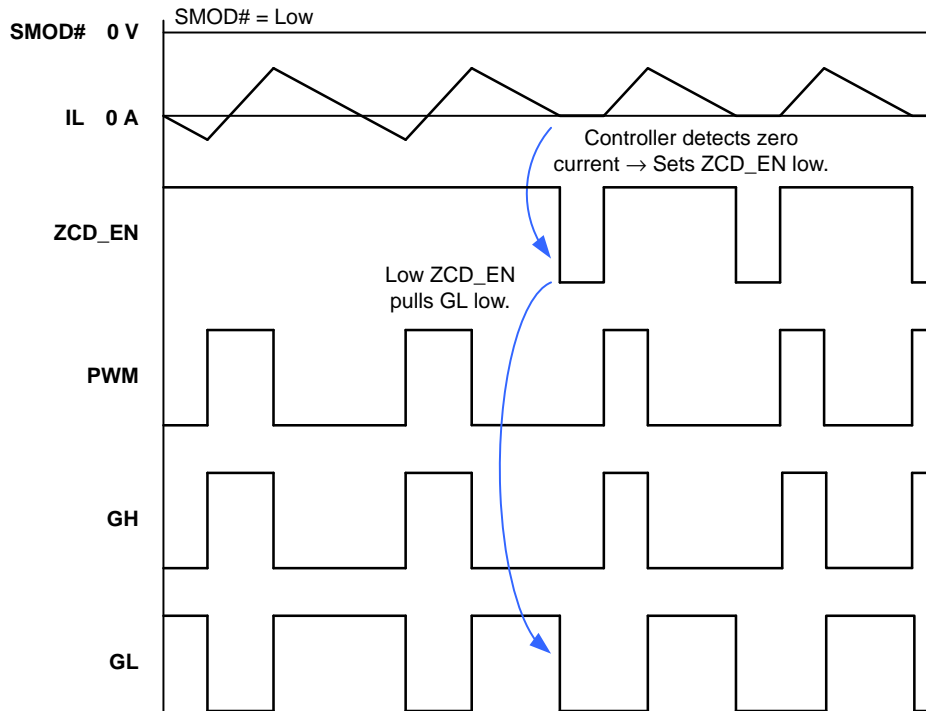 SMOD# = Low
SMOD# 0 V
IL 0 A
Controller detects zero
current → Sets ZCD_EN low.
ZCD_EN
Low ZCD_EN
pulls GL low.
PWM
GH
GL